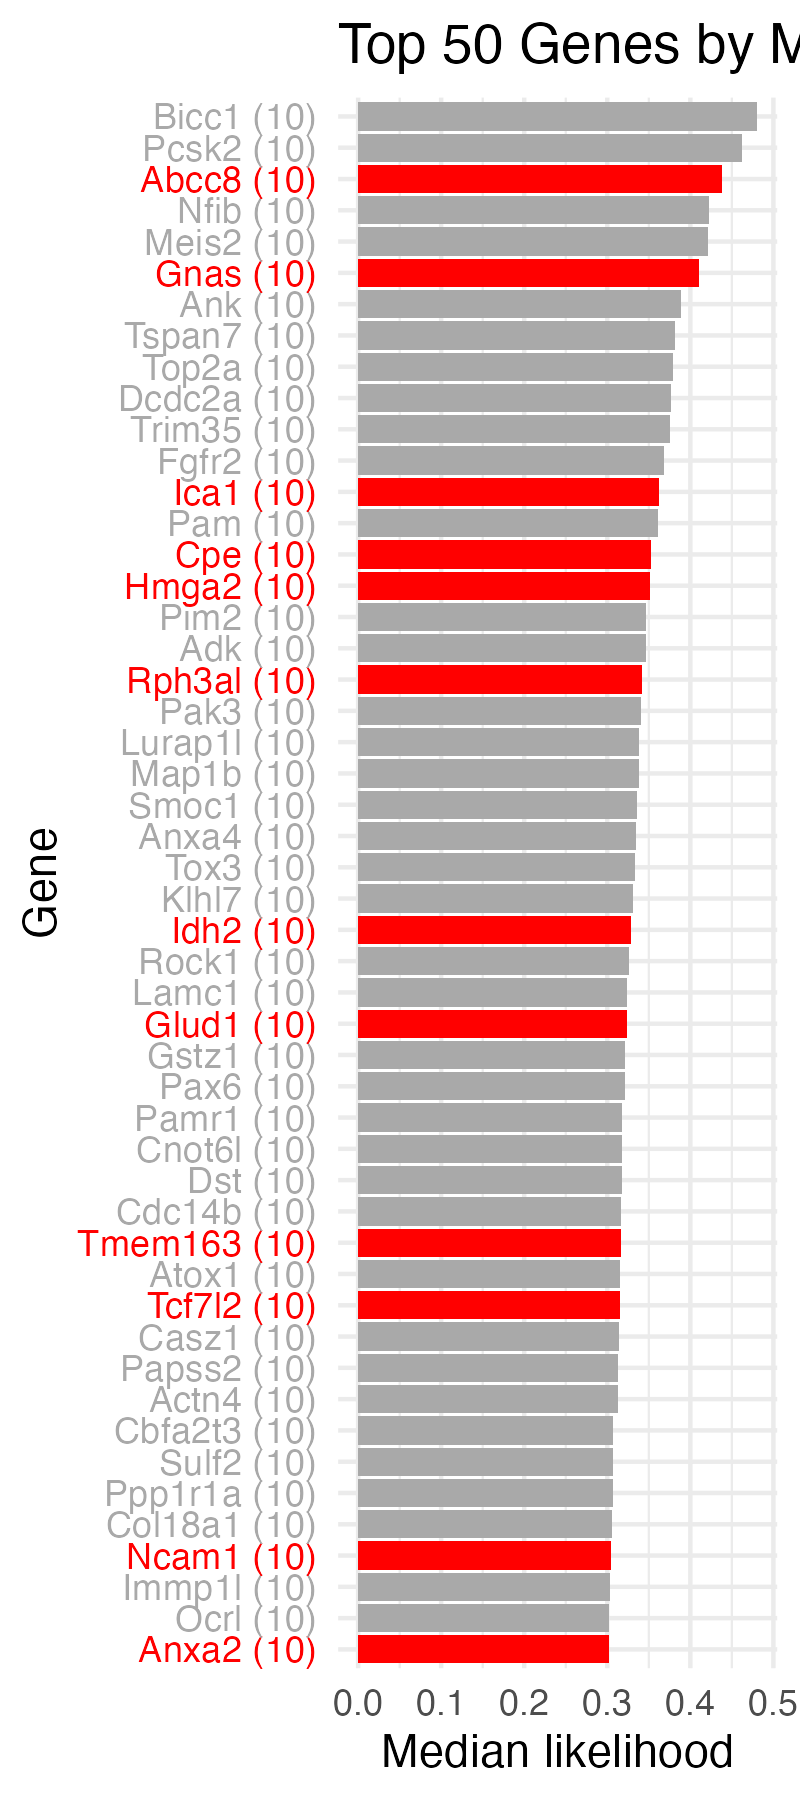 Top 50 Genes by M
Bicc1 (10)
Pcsk2 (10)
Abcc8 (10)
Nfib (10)
Meis2 (10)
Gnas (10)
Ank (10)
Tspan7 (10)
Top2a (10)
Dcdc2a (10)
Trim35 (10)
Fgfr2 (10)
Ica1 (10)
Pam (10)
Cpe (10)
Hmga2 (10)
Pim2 (10)
Adk (10)
Rph3al (10)
Pak3 (10)
Lurap1l (10)
Map1b (10)
Smoc1 (10)
Anxa4 (10)
Tox3 (10)
Klhl7 (10)
Idh2 (10)
Rock1 (10)
Lamc1 (10)
Glud1 (10)
Gstz1 (10)
Pax6 (10)
Pamr1 (10)
Cnot6l (10)
Dst (10)
Cdc14b (10)
Tmem163 (10)
Atox1 (10)
Tcf7l2 (10)
Casz1 (10)
Papss2 (10)
Actn4 (10)
Cbfa2t3 (10)
Sulf2 (10)
Ppp1r1a (10)
Col18a1 (10)
Ncam1 (10)
Immp1l (10)
Ocrl (10)
Anxa2 (10)
Gene
0.0 0.1 0.2 0.3 0.4 0.5
Median likelihood